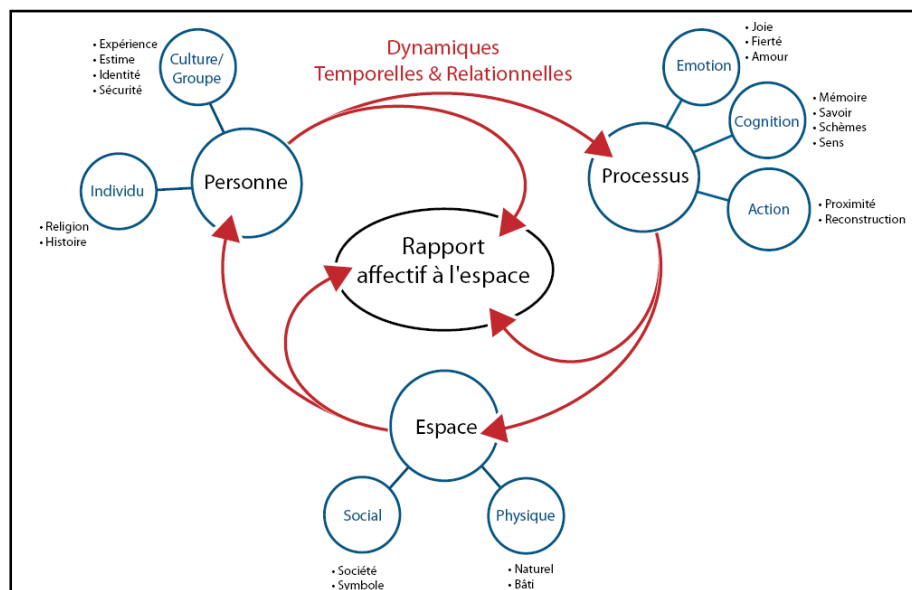 Dynamiques
Temporelles & Relationnelles
• Expérience
• Estime
• Identité
• Sécurité
Culture/
Groupe
Individu
• Religion
• Histoire
Personne
Emotion
• Joie
• Fierté
• Amour
Cognition
• Mémoire
• Savoir
• Schèmes
• Sens
Processus
Action
• Proximité
• Reconstruction
Rapport
affectif à l'espace
Espace
Social
• Société
• Symbole
Physique
• Naturel
• Bâti